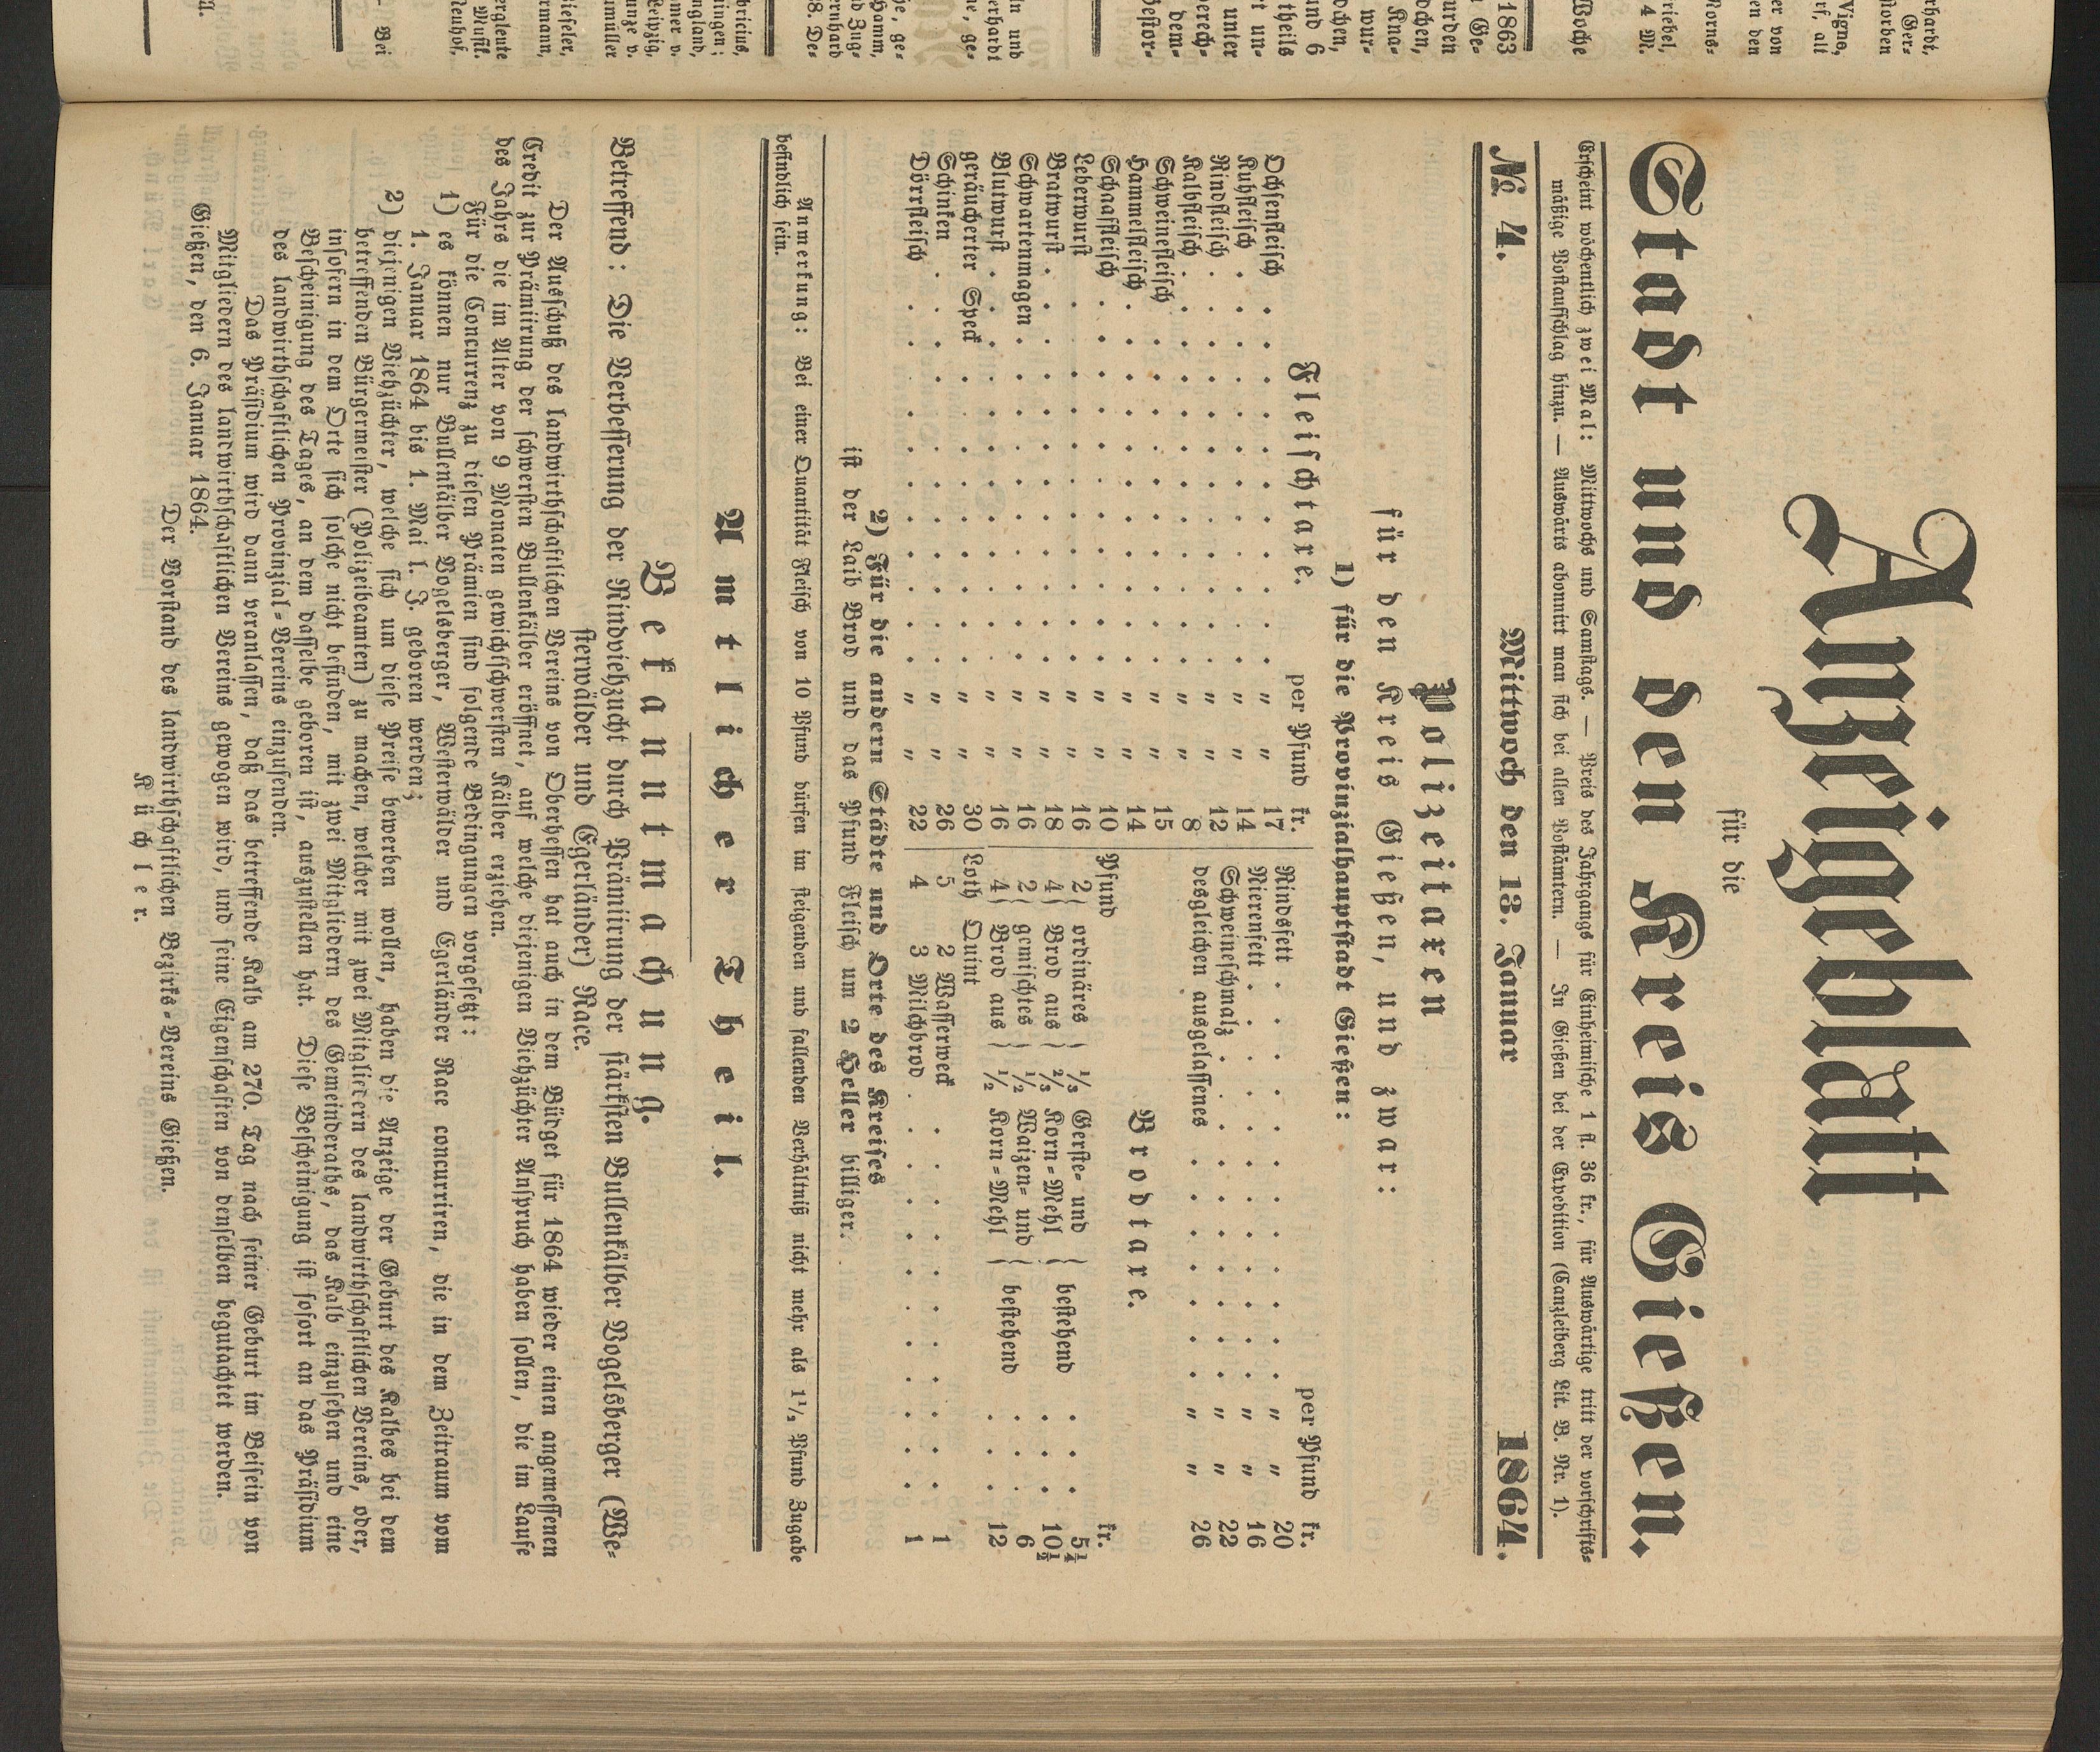 Anzeigeblatt
für die
Stadt und den Kreis Gießen.
Erscheint wöchentlich zwei Mal: Mittwochs und Samstags. — Preis des Jahrgangs für Einheimische 1 fl. 36 kr., für Auswärtige tritt der vorschrifts-
mäßige Postaufschlag hinzu. — Auswärts abonnirt man sich bei allen Postämtern. — In Gießen bei der Expedition (Canzleiberg Lit. B. Nr. 1).
№ 4. Mittwoch den 13. Januar 1864.
Polizeitaxen
für den Kreis Gießen, und zwar:
1) für die Provinzialhauptstadt Gießen:
Fleischtaxe. per Pfund kr.
Ochsenfleisch . . . . . . . . . . . „ „ 17
Kuhfleisch . . . . . . . . . . . „ „ 14
Rindfleisch . . . . . . . . . . . „ „ 12
Kalbfleisch . . . . . . . . . . . „ „ 8
Schweinefleisch . . . . . . . . . . „ „ 15
Hammelfleisch . . . . . . . . . . . „ „ 14
Schaaffleisch . . . . . . . . . . . „ „ 10
Leberwurst . . . . . . . . . . . „ „ 16
Bratwurst . . . . . . . . . . . „ „ 18
Schwartenmagen . . . . . . . . . . „ „ 16
Blutwurst . . . . . . . . . . . „ „ 16
geräucherter Speck . . . . . . . . . „ „ 30
Schinken . . . . . . . . . . . „ „ 26
Dörrfleisch . . . . . . . . . . . „ „ 22
per Pfund kr.
Rindsfett . . . . . . . . . . . „ „ 20
Nierenfett . . . . . . . . . . . „ „ 16
Schweineschmalz . . . . . . . . . . „ „ 22
desgleichen ausgelassenes . . . . . . . „ „ 26
Brodtaxe.
Pfund kr.
2 { ordinäres } 1/3 Gerste- und } bestehend . . . 5¼
4 { Brod aus } 2/3 Korn-Mehl . . . 10½
2 { gemischtes } 1/2 Waizen- und } bestehend . . . 6
4 { Brod aus } 1/2 Korn-Mehl . . . 12
Loth Quint
5 2 Wasserweck . . . . . . . . . . . 1
4 3 Milchbrod . . . . . . . . . . . 1
2) Für die andern Städte und Orte des Kreises
ist der Laib Brod und das Pfund Fleisch um 2 Heller billiger.
Anmerkung: Bei einer Quantität Fleisch von 10 Pfund dürfen im steigenden und fallenden Verhältniß nicht mehr als 1½ Pfund Zugabe
befindlich sein.
Amtlicher Theil.
Bekanntmachung.
Betreffend: Die Verbesserung der Rindviehzucht durch Prämiirung der stärksten Bullenkälber Vogelsberger (We-
sterwälder und Egerländer) Race.
Der Ausschuß des landwirthschaftlichen Vereins von Oberhessen hat auch in dem Büdget für 1864 wieder einen angemessenen
Credit zur Prämiirung der schwersten Bullenkälber eröffnet, auf welche diejenigen Viehzüchter Anspruch haben sollen, die im Laufe
des Jahrs die im Alter von 9 Monaten gewichtschwersten Kälber erziehen.
Für die Concurrenz zu diesen Prämien sind folgende Bedingungen vorgesetzt:
1) es können nur Bullenkälber Vogelsberger, Westerwälder und Egerländer Race concurriren, die in dem Zeitraum vom
1. Januar 1864 bis 1. Mai l. J. geboren werden;
2) diejenigen Viehzüchter, welche sich um diese Preise bewerben wollen, haben die Anzeige der Geburt des Kalbes bei dem
betreffenden Bürgermeister (Polizeibeamten) zu machen, welcher mit zwei Mitgliedern des landwirthschaftlichen Vereins, oder,
insofern in dem Orte sich solche nicht befinden, mit zwei Mitgliedern des Gemeinderaths, das Kalb einzusehen und eine
Bescheinigung des Tages, an dem dasselbe geboren ist, auszustellen hat. Diese Bescheinigung ist sofort an das Präsidium
des landwirthschaftlichen Provinzial-Vereins einzusenden.
Das Präsidium wird dann veranlassen, daß das betreffende Kalb am 270. Tag nach seiner Geburt im Beisein von
Mitgliedern des landwirthschaftlichen Vereins gewogen wird, und seine Eigenschaften von denselben begutachtet werden.
Gießen, den 6. Januar 1864.
Der Vorstand des landwirthschaftlichen Bezirks-Vereins Gießen.
Küchler.